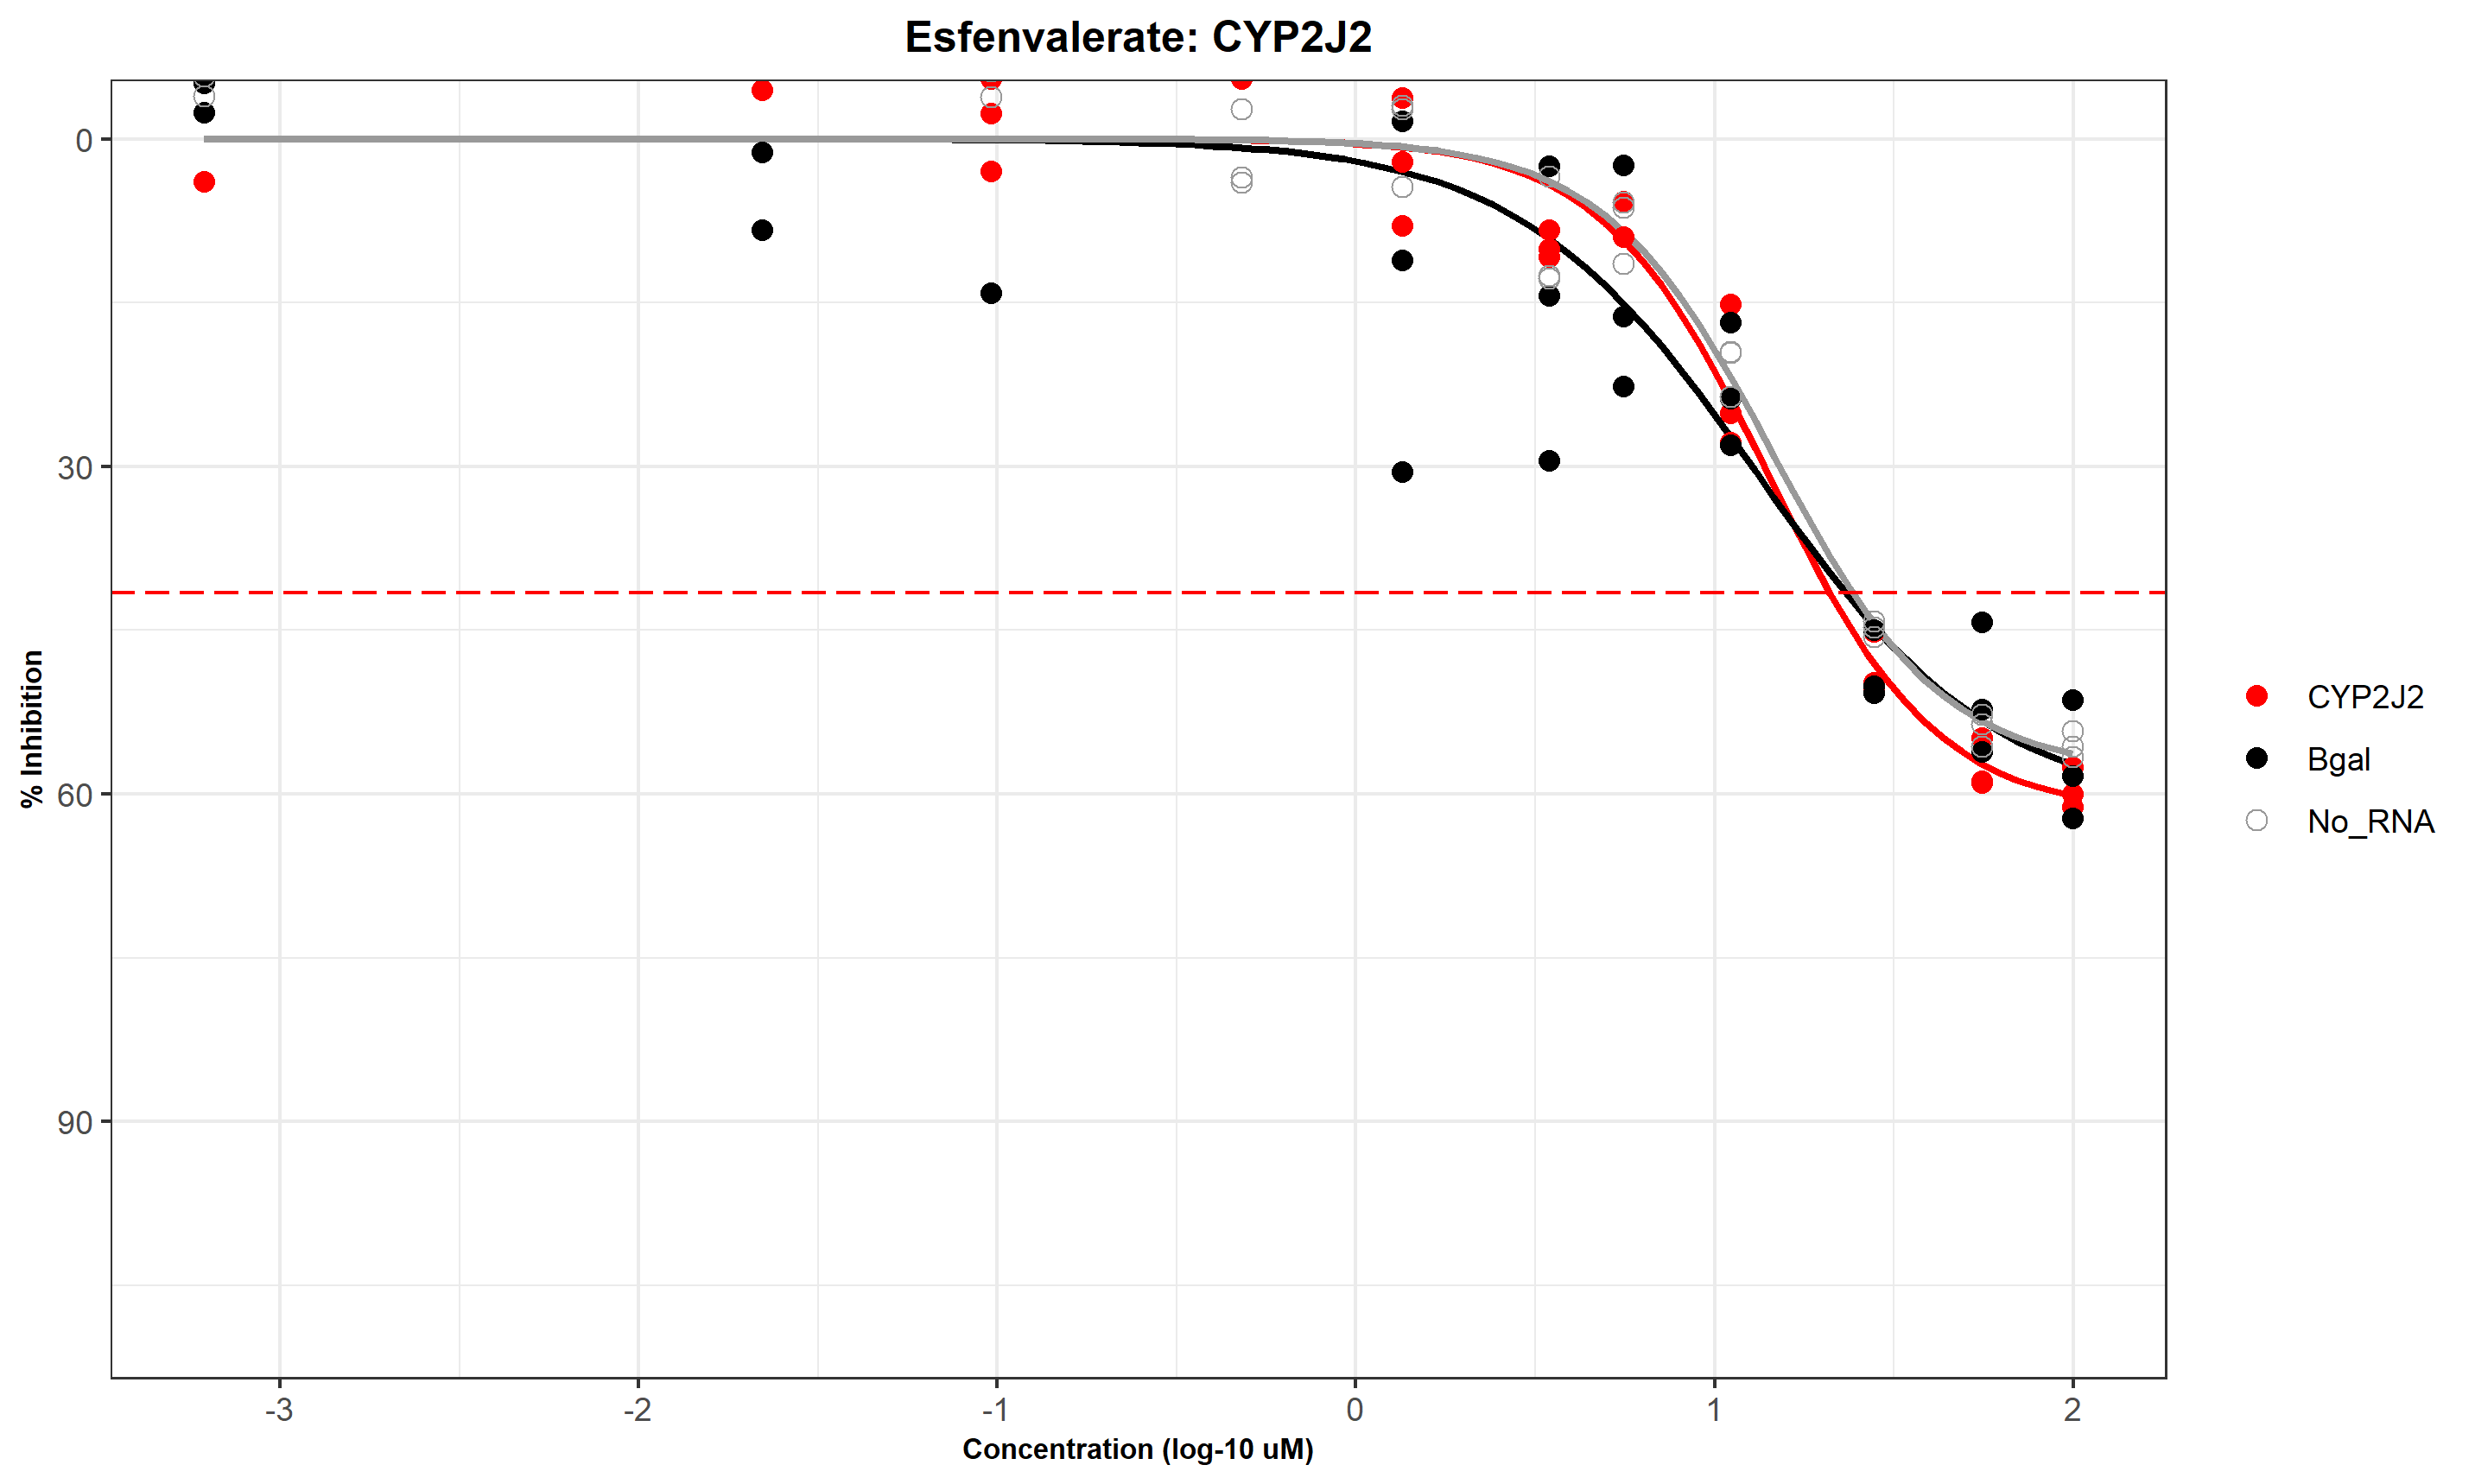 Esfenvalerate: CYP2J2
% Inhibition
0
30
60
90
-3
-2
-1
0
1
2
Concentration (log-10 uM)
CYP2J2
Bgal
No_RNA